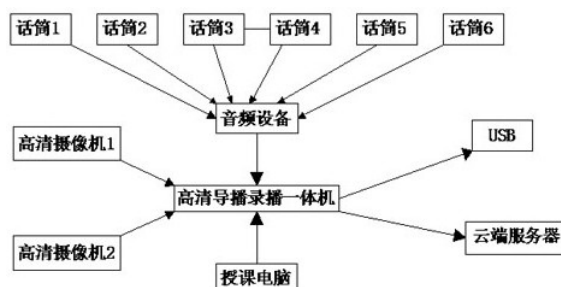 话筒1
话筒2
话筒3
话筒4
话筒5
话筒6
音频设备
高清摄像机1
USB
高清导播录播一体机
高清摄像机2
云端服务器
授课电脑